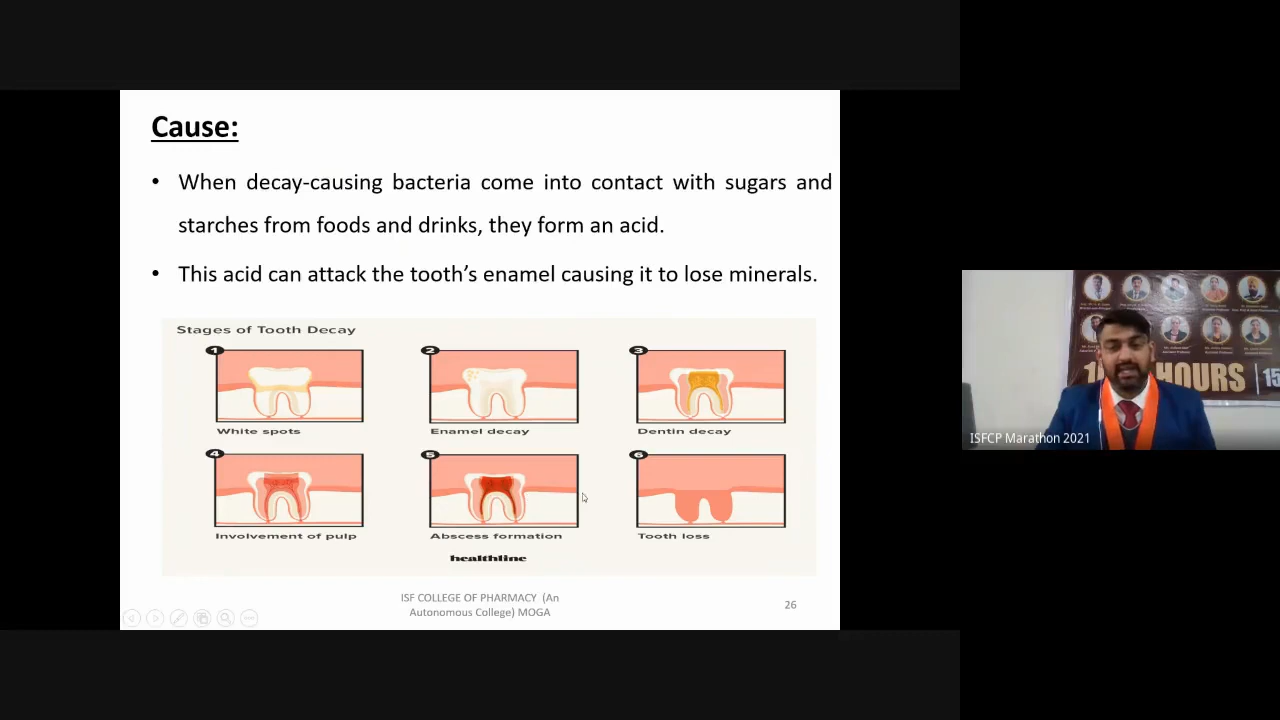 Cause:
• When decay-causing bacteria come into contact with sugars and
starches from foods and drinks, they form an acid.
• This acid can attack the tooth’s enamel causing it to lose minerals.
Stages of Tooth Decay
1
White spots
2
Enamel decay
3
Dentin decay
4
Involvement of pulp
5
Abscess formation
6
Tooth loss
healthline
ISF COLLEGE OF PHARMACY (An
Autonomous College) MOGA
26
HOURS
15
ISFCP Marathon 2021